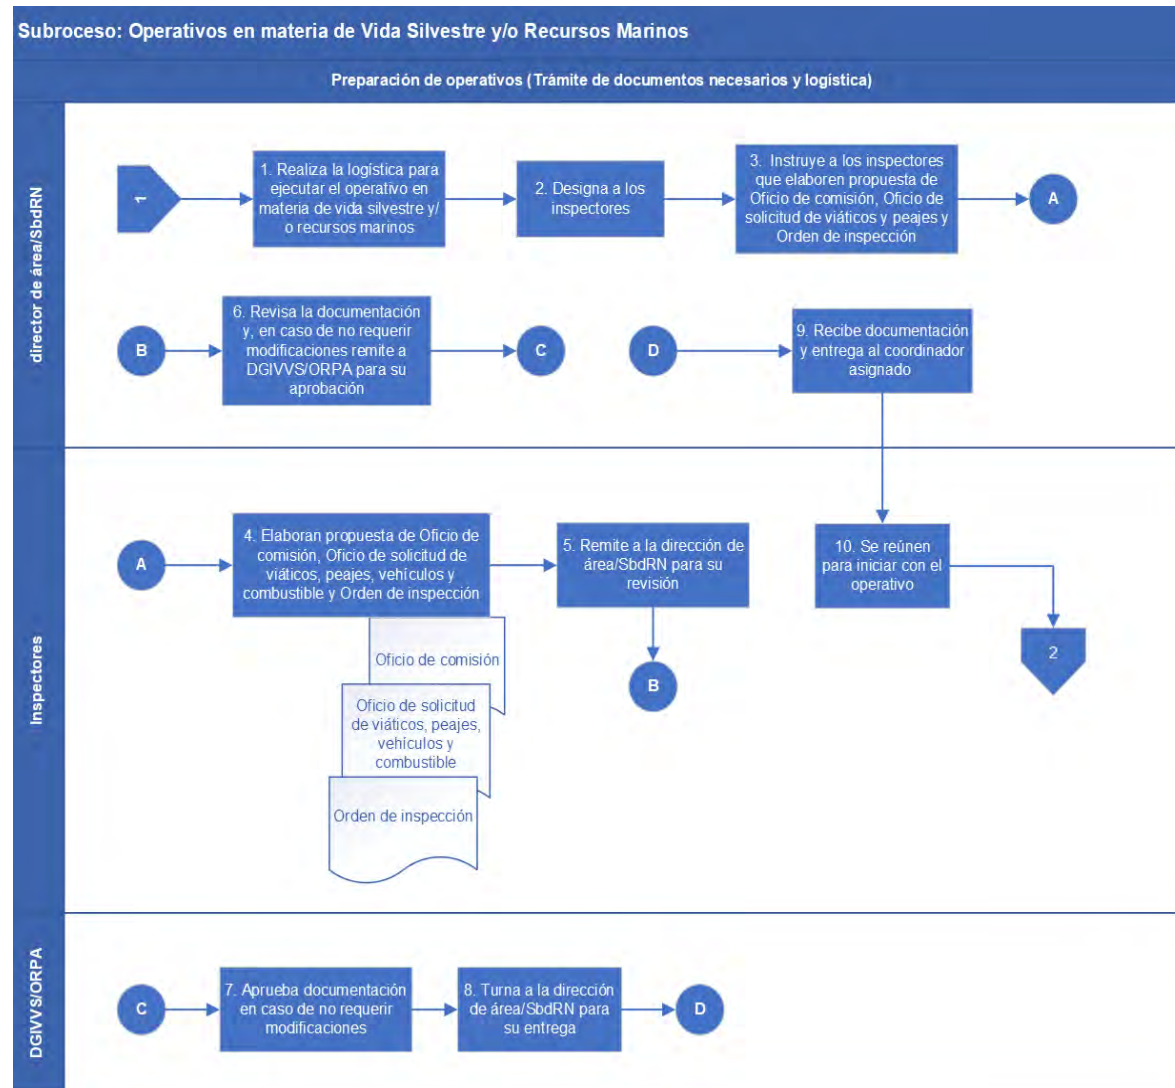 Subroceso: Operativos en materia de Vida Silvestre y/o Recursos Marinos
Preparación de operativos (Trámite de documentos necesarios y logística)
director de área/SbdRN
1
1. Realiza la logística para
ejecutar el operativo en
materia de vida silvestre y/
o recursos marinos
2. Designa a los
inspectores
3. Instruye a los inspectores
que elaboren propuesta de
Oficio de comisión, Oficio de
solicitud de viáticos y peajes y
Orden de inspección
A
B
6. Revisa la documentación
y, en caso de no requerir
modificaciones remite a
DGIVVS/ORPA para su
aprobación
C
D
9. Recibe documentación
y entrega al coordinador
asignado
Inspectores
A
4. Elaboran propuesta de Oficio de
comisión, Oficio de solicitud de
viáticos, peajes, vehículos y
combustible y Orden de inspección
5. Remite a la dirección de
área/SbdRN para su
revisión
10. Se reúnen
para iniciar con el
operativo
Oficio de comisión
Oficio de solicitud
de viáticos, peajes,
vehículos y
combustible
Orden de inspección
B
2
DGIVVS/ORPA
C
7. Aprueba documentación
en caso de no requerir
modificaciones
8. Turna a la dirección
de área/SbdRN para
su entrega
D